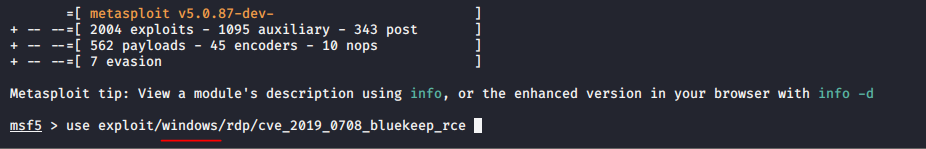 =[ metasploit v5.0.87-dev- ]
+ -- --=[ 2004 exploits - 1095 auxiliary - 343 post ]
+ -- --=[ 562 payloads - 45 encoders - 10 nops ]
+ -- --=[ 7 evasion ]
Metasploit tip: View a module's description using info, or the enhanced version in your browser with info -d
msf5 > use exploit/windows/rdp/cve_2019_0708_bluekeep_rce